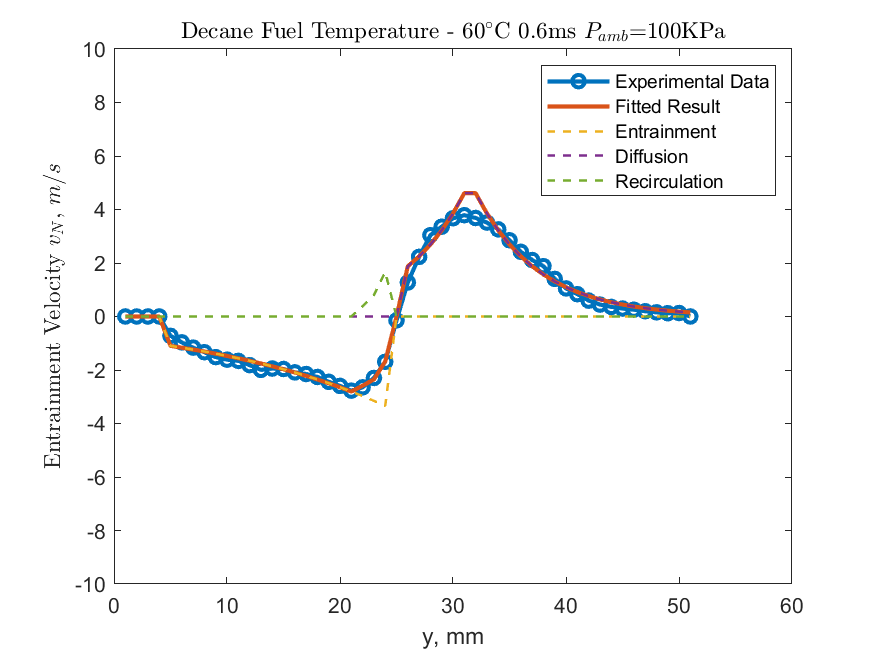 Decane Fuel Temperature - 60°C 0.6ms P_amb=100KPa
10
8
6
4
2
0
-2
-4
-6
-8
-10
Entrainment Velocity v_N, m/s
Experimental Data
Fitted Result
Entrainment
Diffusion
Recirculation
0 10 20 30 40 50 60
y, mm